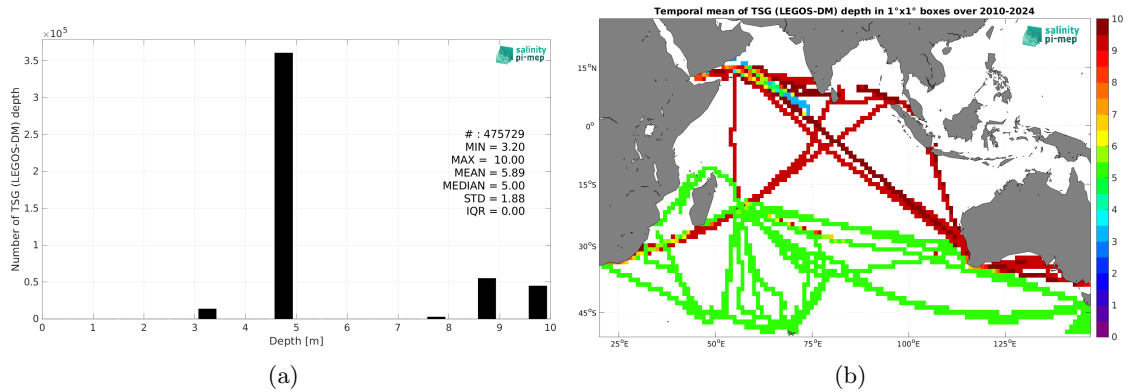 ×10⁵
salinity
pi-mep
3.5
3
2.5
2
1.5
1
0.5
0
Number of TSG (LEGOS-DM) depth
# : 475729
MIN = 3.20
MAX = 10.00
MEAN = 5.89
MEDIAN = 5.00
STD = 1.88
IQR = 0.00
0 1 2 3 4 5 6 7 8 9 10
Depth [m]
(a)
Temporal mean of TSG (LEGOS-DM) depth in 1°x1° boxes over 2010-2024
salinity
pi-mep
15°N
0°
15°S
30°S
45°S
25°E 50°E 75°E 100°E 125°E
10
9
8
7
6
5
4
3
2
1
0
(b)